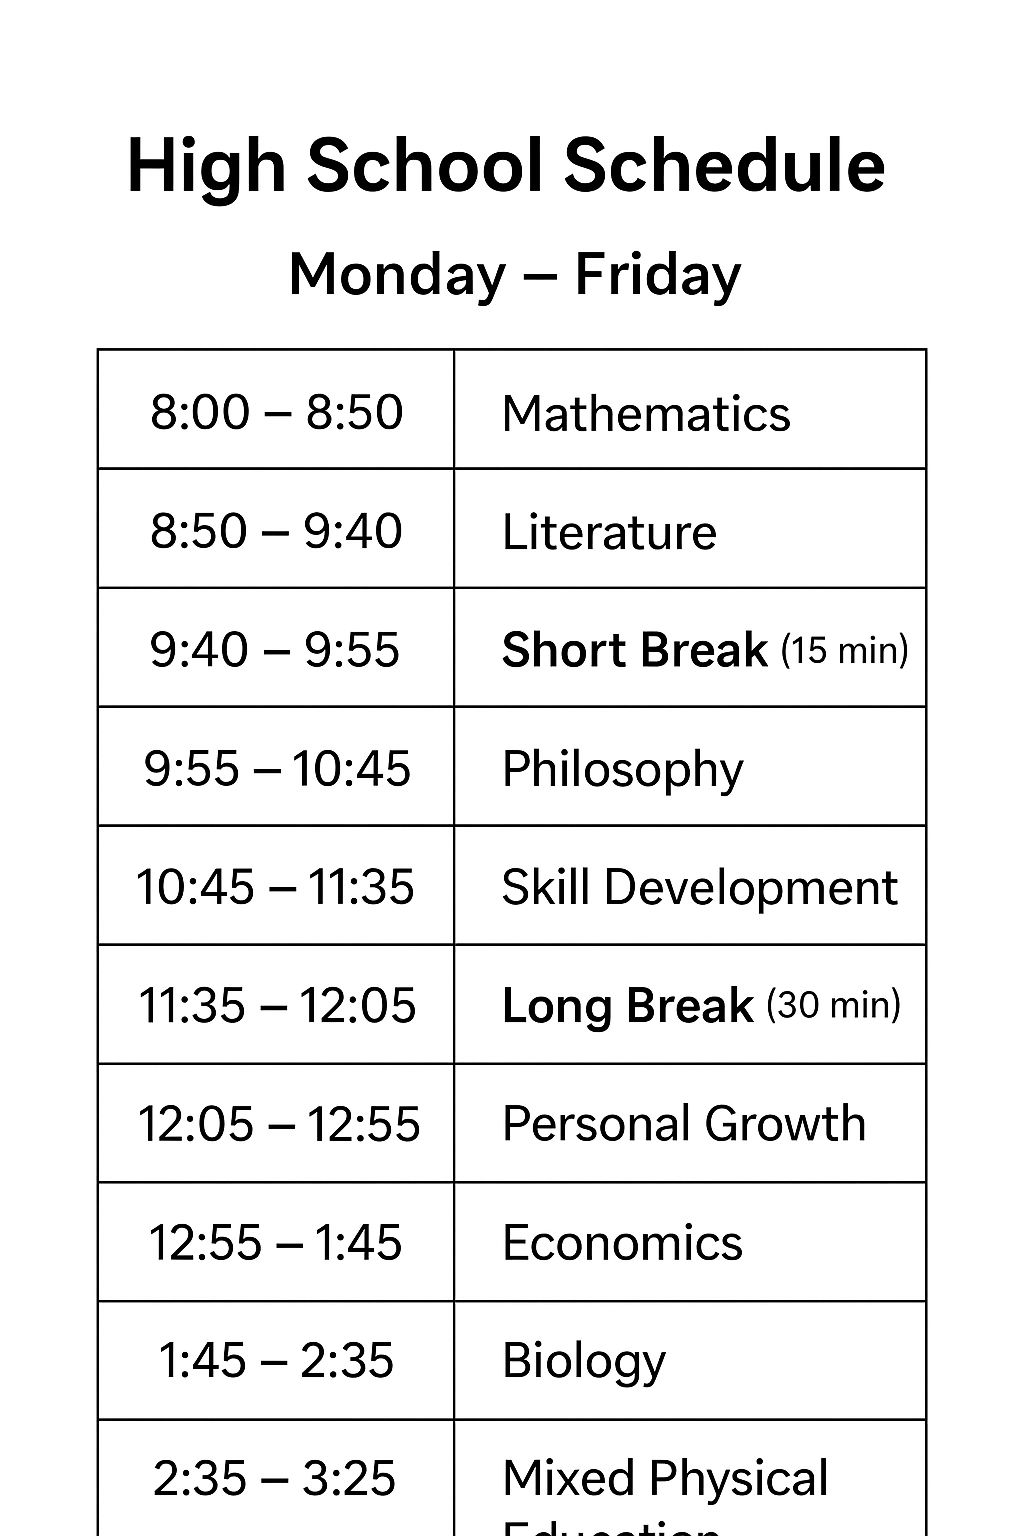 High School Schedule
Monday – Friday
8:00 – 8:50 Mathematics
8:50 – 9:40 Literature
9:40 – 9:55 Short Break (15 min)
9:55 – 10:45 Philosophy
10:45 – 11:35 Skill Development
11:35 – 12:05 Long Break (30 min)
12:05 – 12:55 Personal Growth
12:55 – 1:45 Economics
1:45 – 2:35 Biology
2:35 – 3:25 Mixed Physical
Education